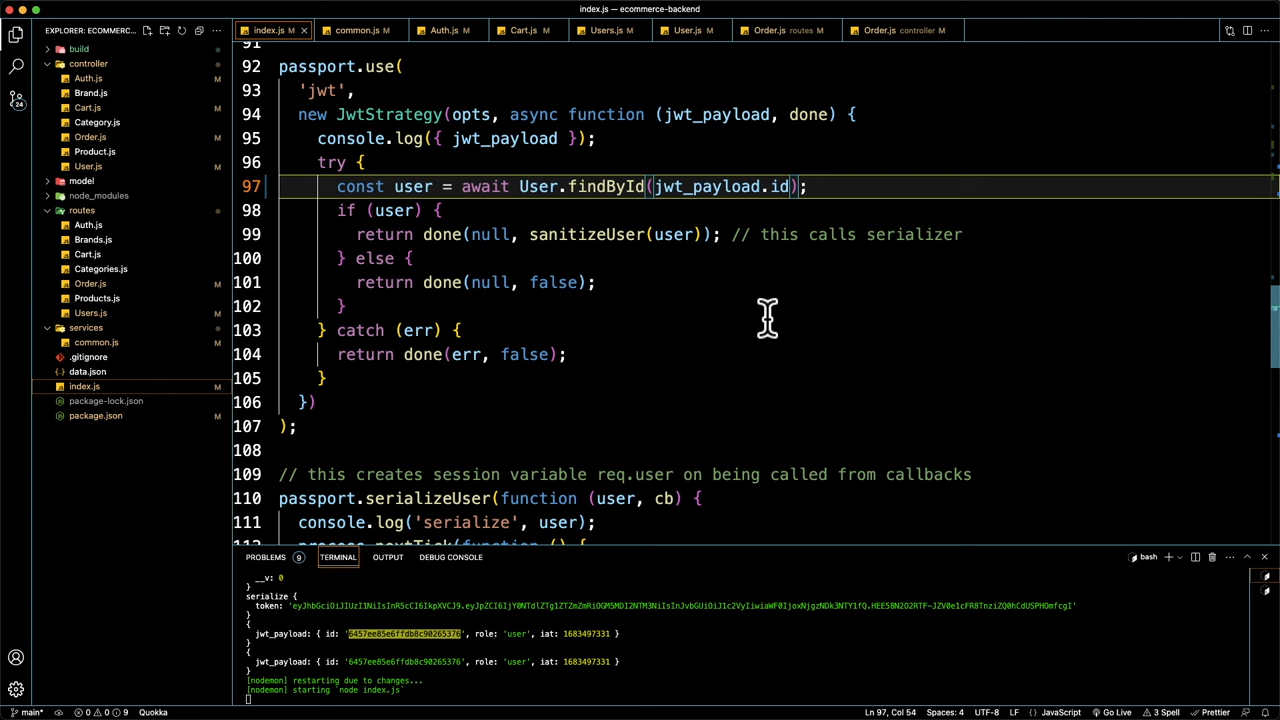 index.js — ecommerce-backend
EXPLORER: ECOMMERC... ...
index.js M × common.js M Auth.js M Cart.js M Users.js M User.js M Order.js routes M Order.js controller M ...
build
controller
Auth.js M
Brand.js
Cart.js M
Category.js
Order.js M
Product.js
User.js M
model
node_modules
routes
Auth.js
Brands.js
Cart.js
Categories.js
Order.js M
Products.js
Users.js M
services
common.js M
.gitignore
data.json
index.js M
package-lock.json
package.json M
24
91
92 passport.use(
93 'jwt',
94 new JwtStrategy(opts, async function (jwt_payload, done) {
95 console.log({ jwt_payload });
96 try {
97 const user = await User.findById(jwt_payload.id);
98 if (user) {
99 return done(null, sanitizeUser(user)); // this calls serializer
100 } else {
101 return done(null, false);
102 }
103 } catch (err) {
104 return done(err, false);
105 }
106 })
107 );
108
109 // this creates session variable req.user on being called from callbacks
110 passport.serializeUser(function (user, cb) {
111 console.log('serialize', user);
112 process.nextTick(function () {
PROBLEMS 9 TERMINAL OUTPUT DEBUG CONSOLE bash
__v: 0
}
serialize {
{
jwt_payload: { id: '6457ee85e6ffdb8c90265376', role: 'user', iat: 1683497331 }
}
{
jwt_payload: { id: '6457ee85e6ffdb8c90265376', role: 'user', iat: 1683497331 }
}
[nodemon] restarting due to changes...
[nodemon] starting `node index.js`
main* 0 0 9 Quokka Ln 97, Col 54 Spaces: 4 UTF-8 LF {} JavaScript Go Live 3 Spell Prettier